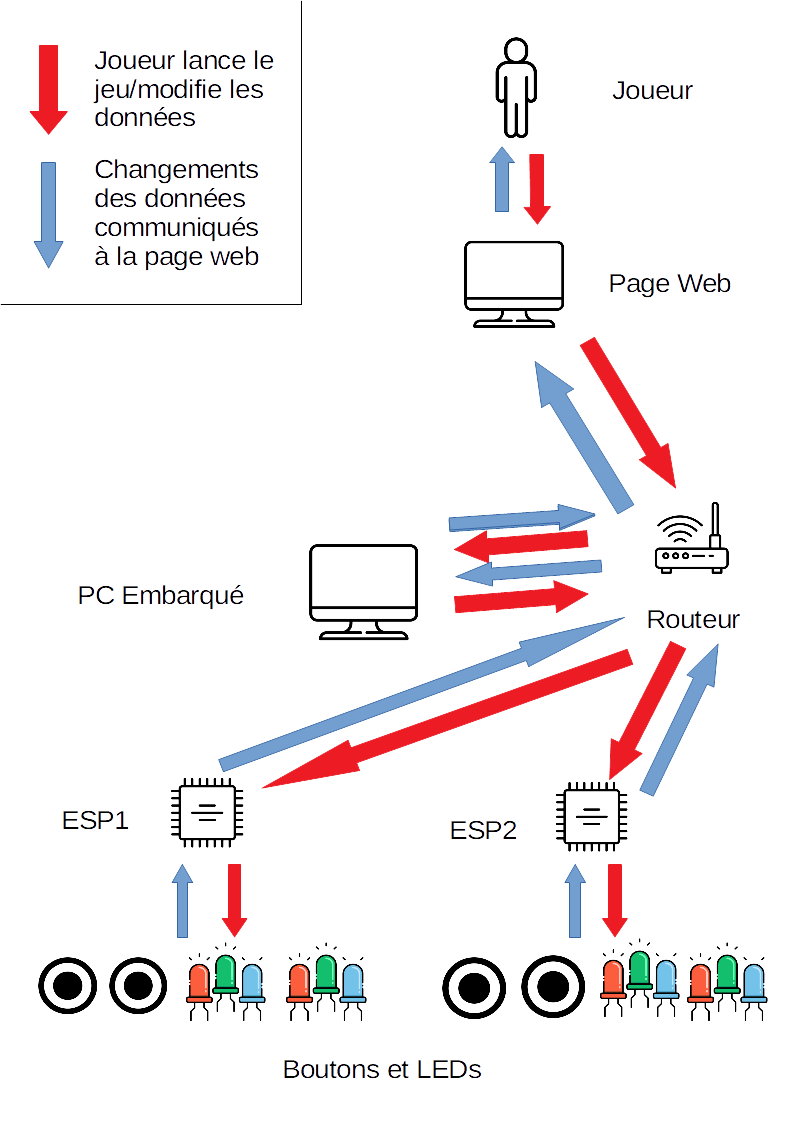 Joueur lance le
jeu/modifie les
données
Changements
des données
communiqués
à la page web
Joueur
Page Web
PC Embarqué
Routeur
ESP1
ESP2
Boutons et LEDs